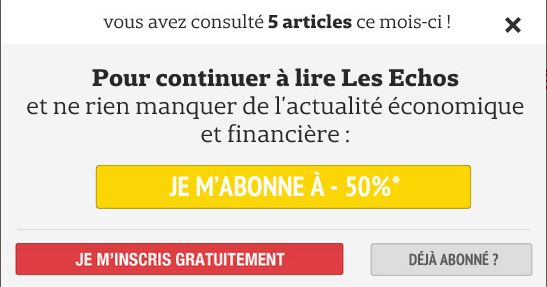 vous avez consulté 5 articles ce mois-ci !
Pour continuer à lire Les Echos
et ne rien manquer de l'actualité économique
et financière :
JE M'ABONNE À - 50%*
JE M'INSCRIS GRATUITEMENT
DÉJÀ ABONNÉ ?